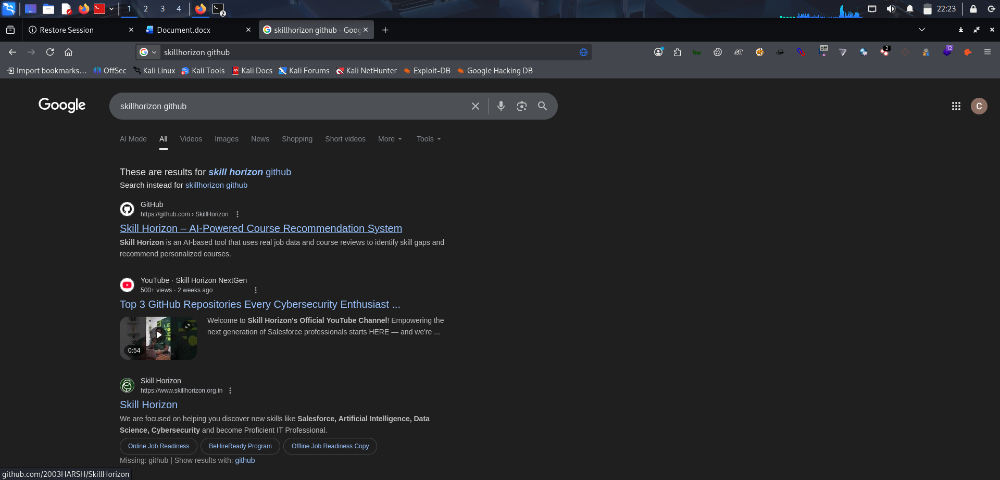 1 2 3 4 2 22:23
Restore Session Document.docx skillhorizon github - Goog
skillhorizon github off 2 12
Import bookmarks… OffSec Kali Linux Kali Tools Kali Docs Kali Forums Kali NetHunter Exploit-DB Google Hacking DB
Google skillhorizon github C
AI Mode All Videos Images News Shopping Short videos More Tools
These are results for skill horizon github
Search instead for skillhorizon github
GitHub
https://github.com › SkillHorizon
Skill Horizon – AI-Powered Course Recommendation System
Skill Horizon is an AI-based tool that uses real job data and course reviews to identify skill gaps and
recommend personalized courses.
YouTube · Skill Horizon NextGen
500+ views · 2 weeks ago
Top 3 GitHub Repositories Every Cybersecurity Enthusiast ...
Welcome to Skill Horizon's Official YouTube Channel! Empowering the
next generation of Salesforce professionals starts HERE — and we're ...
0:54
Skill Horizon
https://www.skillhorizon.org.in
Skill Horizon
We are focused on helping you discover new skills like Salesforce, Artificial Intelligence, Data
Science, Cybersecurity and become Proficient IT Professional.
Online Job Readiness BeHireReady Program Offline Job Readiness Copy
Missing: github | Show results with: github
github.com/2003HARSH/SkillHorizon